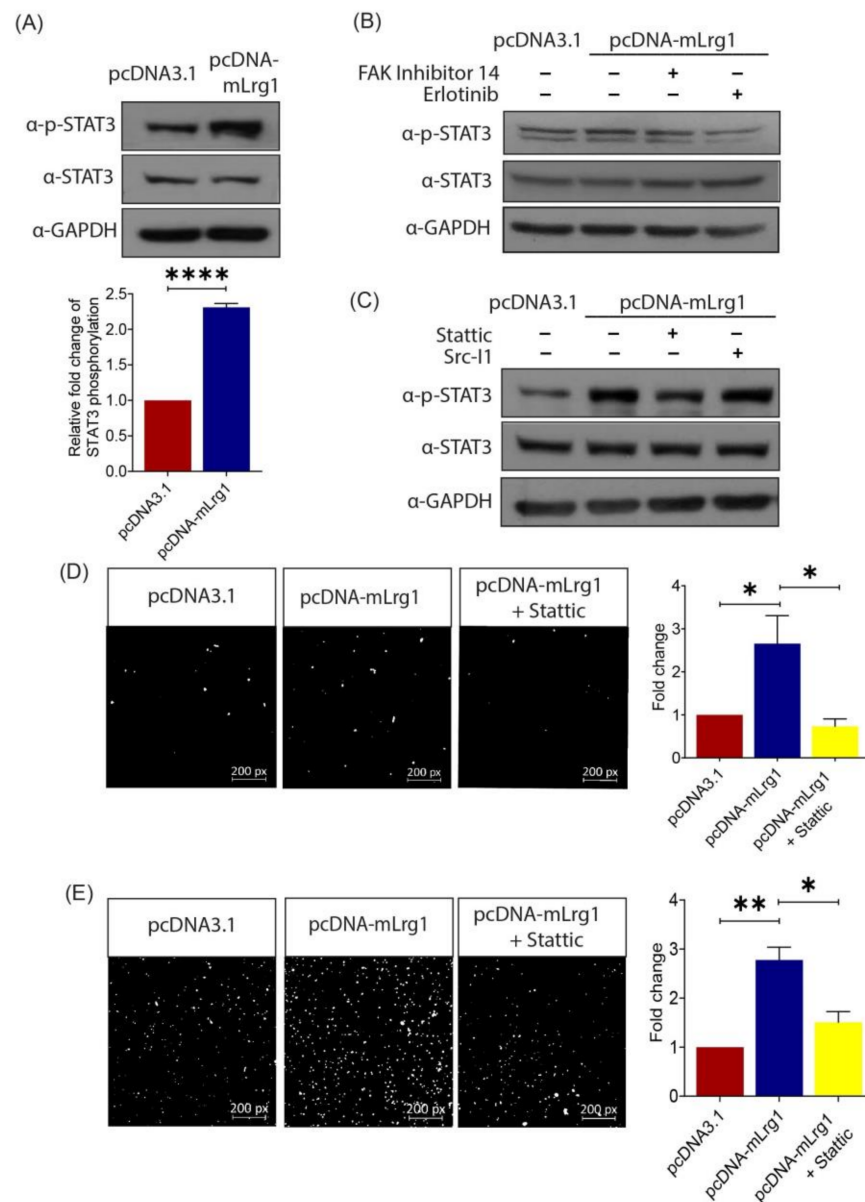 (A)
pcDNA3.1
pcDNA-
mLrg1
α-p-STAT3
α-STAT3
α-GAPDH
****
Relative fold change of
STAT3 phosphorylation
2.5
2.0
1.5
1.0
0.5
0.0
pcDNA3.1
pcDNA-mLrg1
(B)
pcDNA3.1 pcDNA-mLrg1
FAK Inhibitor 14 – – + –
Erlotinib – – – +
α-p-STAT3
α-STAT3
α-GAPDH
(C)
pcDNA3.1 pcDNA-mLrg1
Stattic – – + –
Src-I1 – – – +
α-p-STAT3
α-STAT3
α-GAPDH
(D)
pcDNA3.1
pcDNA-mLrg1
pcDNA-mLrg1
+ Stattic
200 px
200 px
200 px
* *
Fold change
4
3
2
1
0
pcDNA3.1
pcDNA-mLrg1
pcDNA-mLrg1
+ Stattic
(E)
pcDNA3.1
pcDNA-mLrg1
pcDNA-mLrg1
+ Stattic
200 px
200 px
200 px
** *
Fold change
4
3
2
1
0
pcDNA3.1
pcDNA-mLrg1
pcDNA-mLrg1
+ Stattic